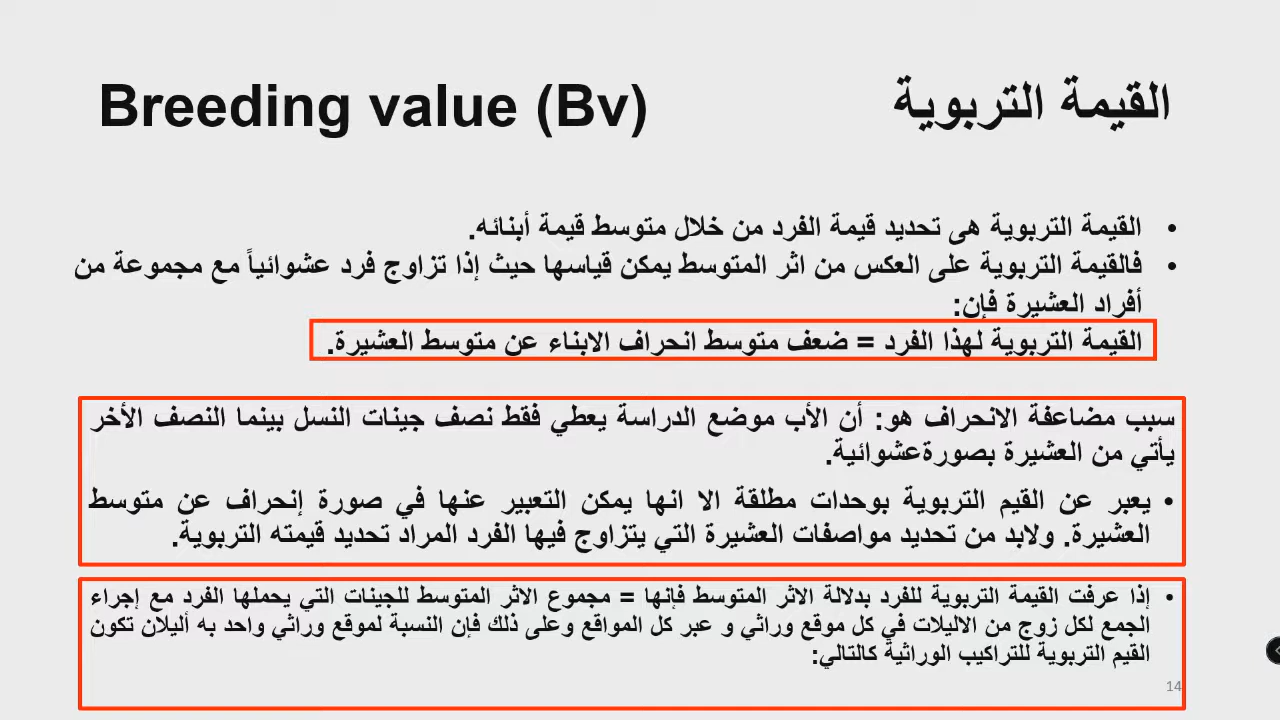 القيمة التربوية
Breeding value (Bv)
• القيمة التربوية هى تحديد قيمة الفرد من خلال متوسط قيمة أبنائه.
• فالقيمة التربوية على العكس من اثر المتوسط يمكن قياسها حيث إذا تزاوج فرد عشوائياً مع مجموعة من
أفراد العشيرة فإن:
القيمة التربوية لهذا الفرد = ضعف متوسط انحراف الابناء عن متوسط العشيرة.
سبب مضاعفة الانحراف هو: أن الأب موضع الدراسة يعطي فقط نصف جينات النسل بينما النصف الأخر
يأتي من العشيرة بصورةعشوائية.
• يعبر عن القيم التربوية بوحدات مطلقة الا انها يمكن التعبير عنها في صورة إنحراف عن متوسط
العشيرة. ولابد من تحديد مواصفات العشيرة التي يتزاوج فيها الفرد المراد تحديد قيمته التربوية.
• إذا عرفت القيمة التربوية للفرد بدلالة الاثر المتوسط فإنها = مجموع الاثر المتوسط للجينات التي يحملها الفرد مع إجراء
الجمع لكل زوج من الاليلات في كل موقع وراثي و عبر كل المواقع وعلى ذلك فإن النسبة لموقع وراثي واحد به أليلان تكون
القيم التربوية للتراكيب الوراثية كالتالي:
14